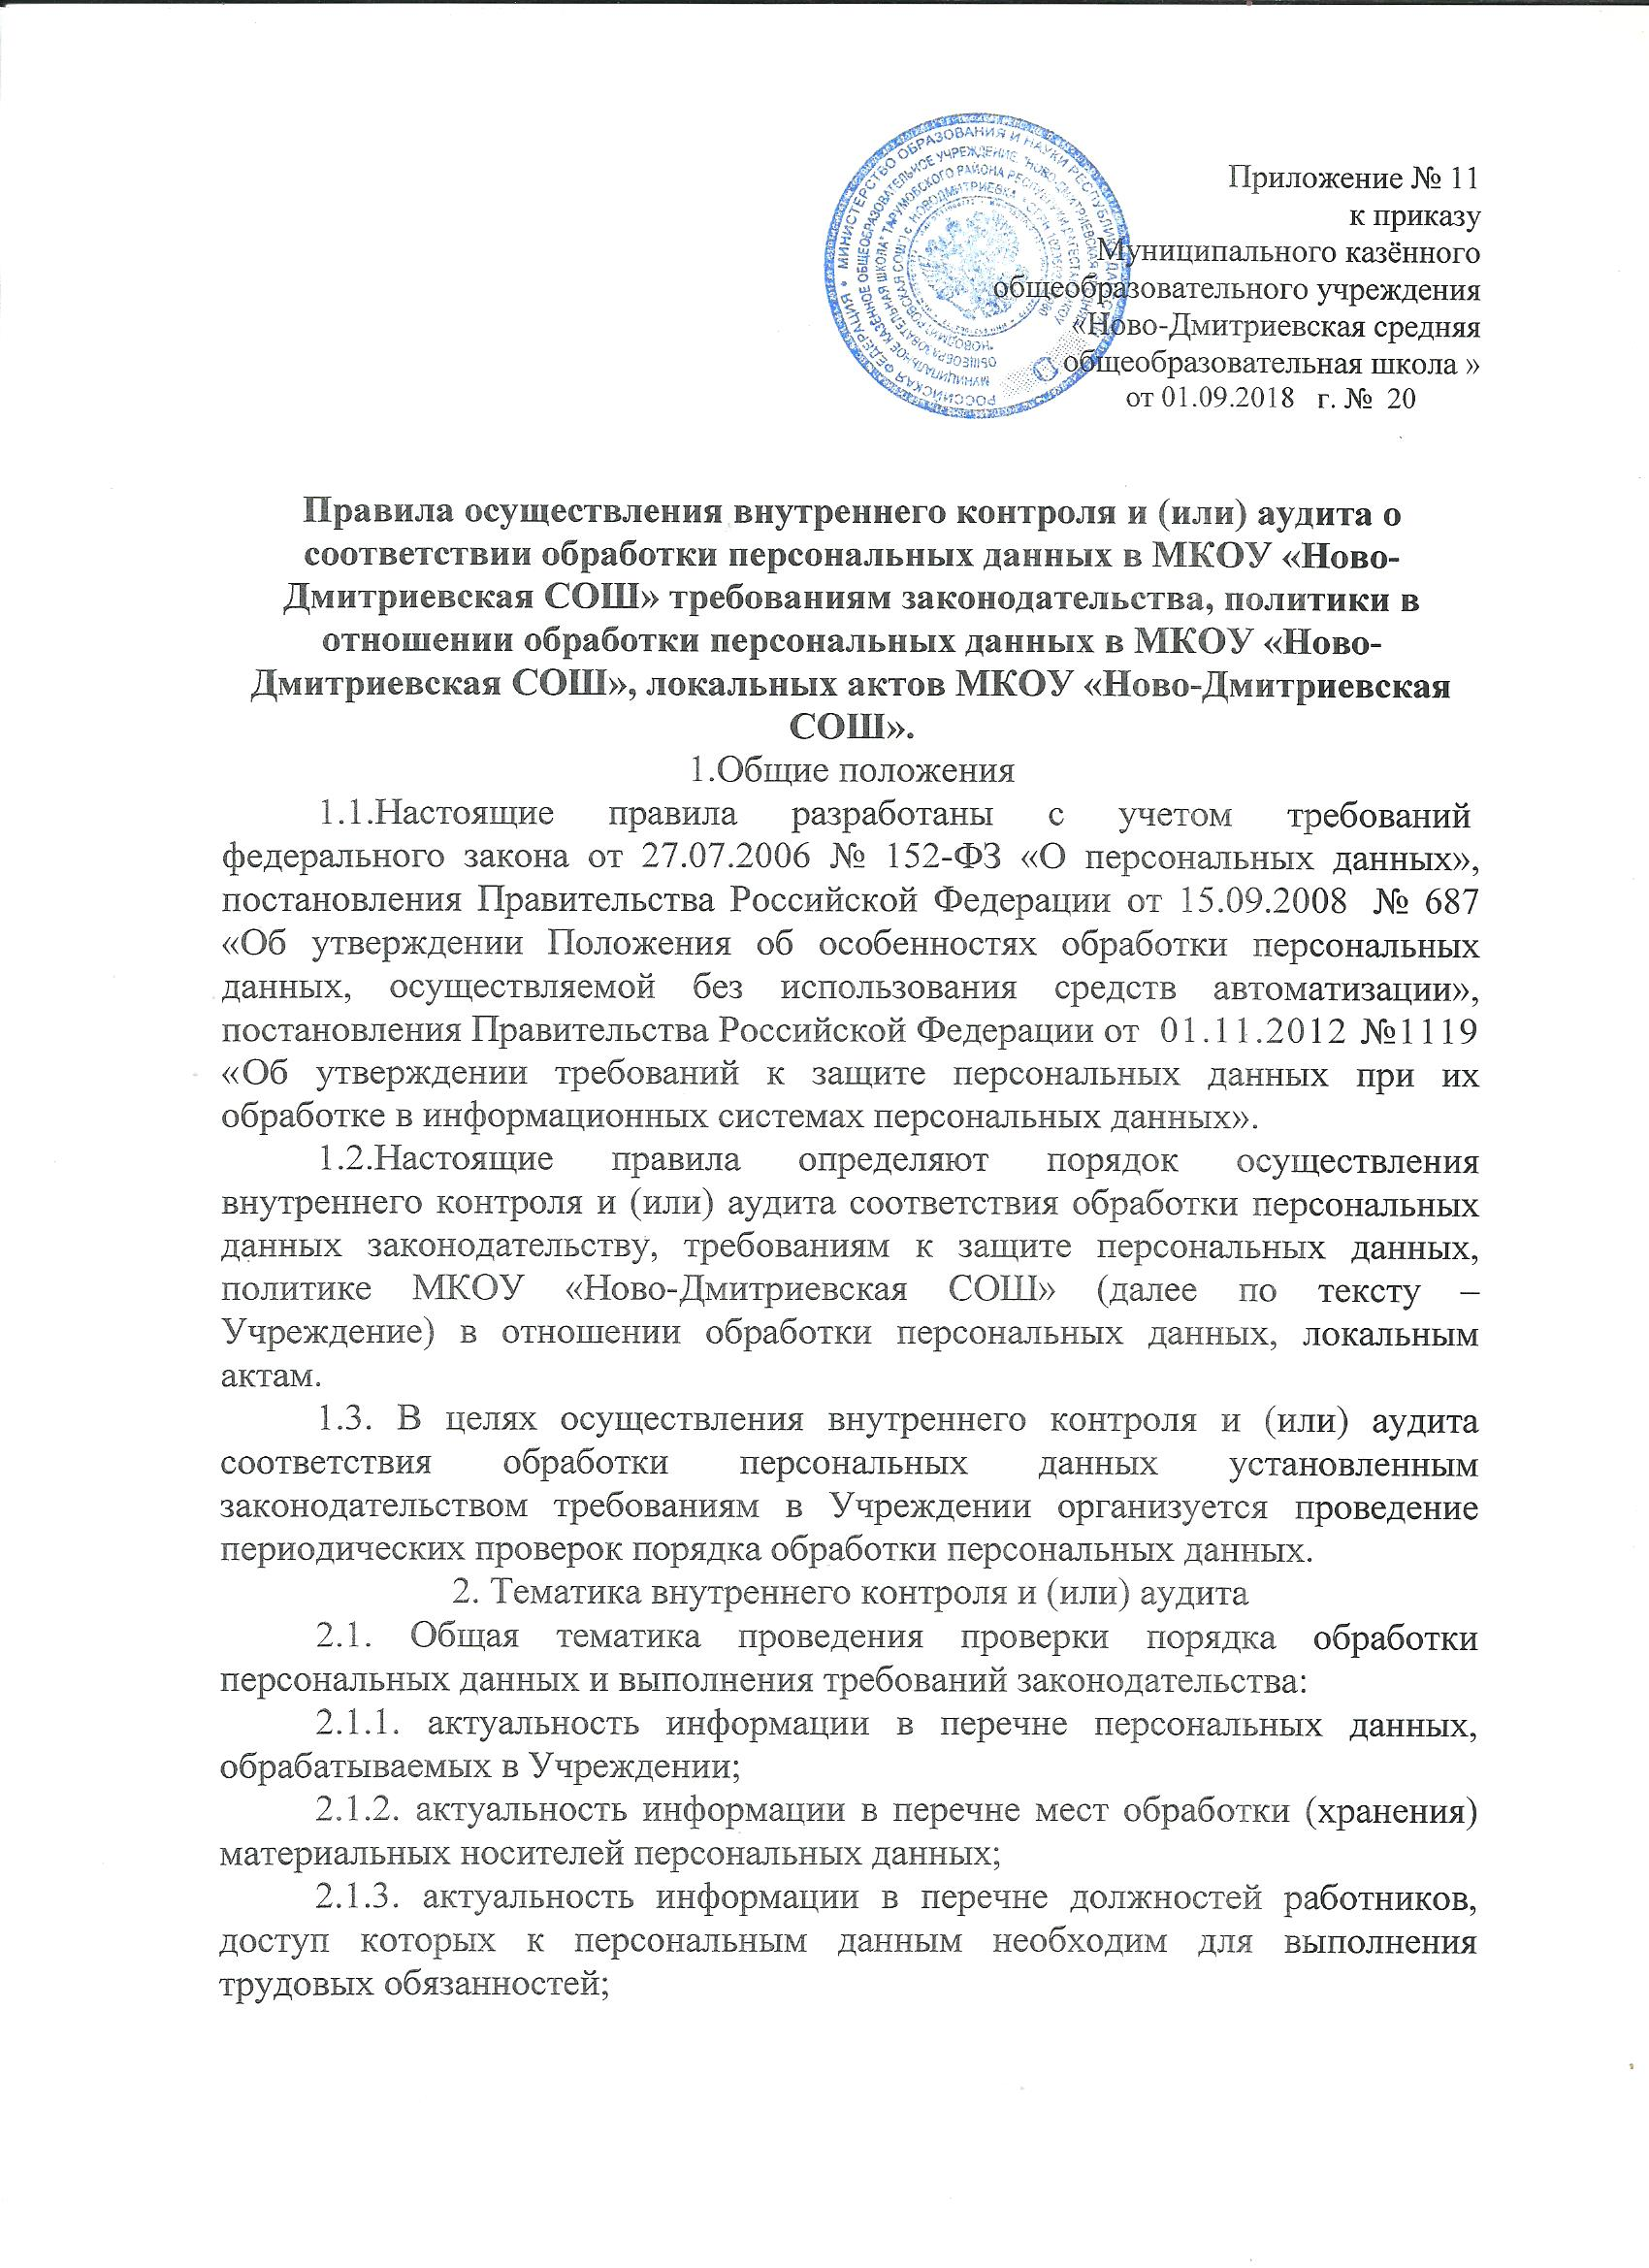 Приложение № 11
к приказу
Муниципального казённого
общеобразовательного учреждения
«Ново-Дмитриевская средняя
общеобразовательная школа »
от 01.09.2018 г. № 20
Правила осуществления внутреннего контроля и (или) аудита о
соответствии обработки персональных данных в МКОУ «Ново-
Дмитриевская СОШ» требованиям законодательства, политики в
отношении обработки персональных данных в МКОУ «Ново-
Дмитриевская СОШ», локальных актов МКОУ «Ново-Дмитриевская
СОШ».
1.Общие положения
1.1.Настоящие правила разработаны с учетом требований
федерального закона от 27.07.2006 № 152-ФЗ «О персональных данных»,
постановления Правительства Российской Федерации от 15.09.2008 № 687
«Об утверждении Положения об особенностях обработки персональных
данных, осуществляемой без использования средств автоматизации»,
постановления Правительства Российской Федерации от 01.11.2012 №1119
«Об утверждении требований к защите персональных данных при их
обработке в информационных системах персональных данных».
1.2.Настоящие правила определяют порядок осуществления
внутреннего контроля и (или) аудита соответствия обработки персональных
данных законодательству, требованиям к защите персональных данных,
политике МКОУ «Ново-Дмитриевская СОШ» (далее по тексту –
Учреждение) в отношении обработки персональных данных, локальным
актам.
1.3. В целях осуществления внутреннего контроля и (или) аудита
соответствия обработки персональных данных установленным
законодательством требованиям в Учреждении организуется проведение
периодических проверок порядка обработки персональных данных.
2. Тематика внутреннего контроля и (или) аудита
2.1. Общая тематика проведения проверки порядка обработки
персональных данных и выполнения требований законодательства:
2.1.1. актуальность информации в перечне персональных данных,
обрабатываемых в Учреждении;
2.1.2. актуальность информации в перечне мест обработки (хранения)
материальных носителей персональных данных;
2.1.3. актуальность информации в перечне должностей работников,
доступ которых к персональным данным необходим для выполнения
трудовых обязанностей;
РОССИЙСКАЯ ФЕДЕРАЦИЯ • МИНИСТЕРСТВО ОБРАЗОВАНИЯ И НАУКИ РЕСПУБЛИКИ